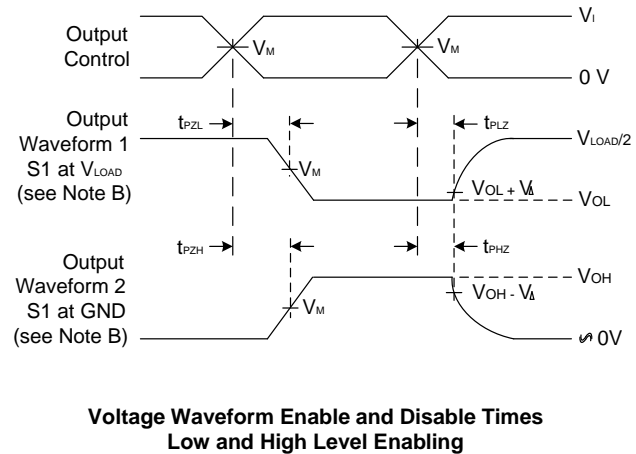 Output
Control
VM
VM
VI
0 V
Output
Waveform 1
S1 at VLOAD
(see Note B)
tPZL
VM
tPLZ
VLOAD/2
VOL + VΔ
VOL
Output
Waveform 2
S1 at GND
(see Note B)
tPZH
VM
tPHZ
VOH
VOH - VΔ
∽ 0V
Voltage Waveform Enable and Disable Times
Low and High Level Enabling